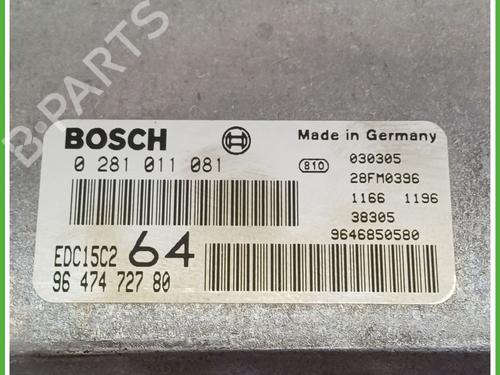 B-PARTS
BOSCH
Made in Germany
0 281 011 081
810
030305
28FM0396
1166 1196
38305
9646850580
EDC15C2 64
96 474 727 80